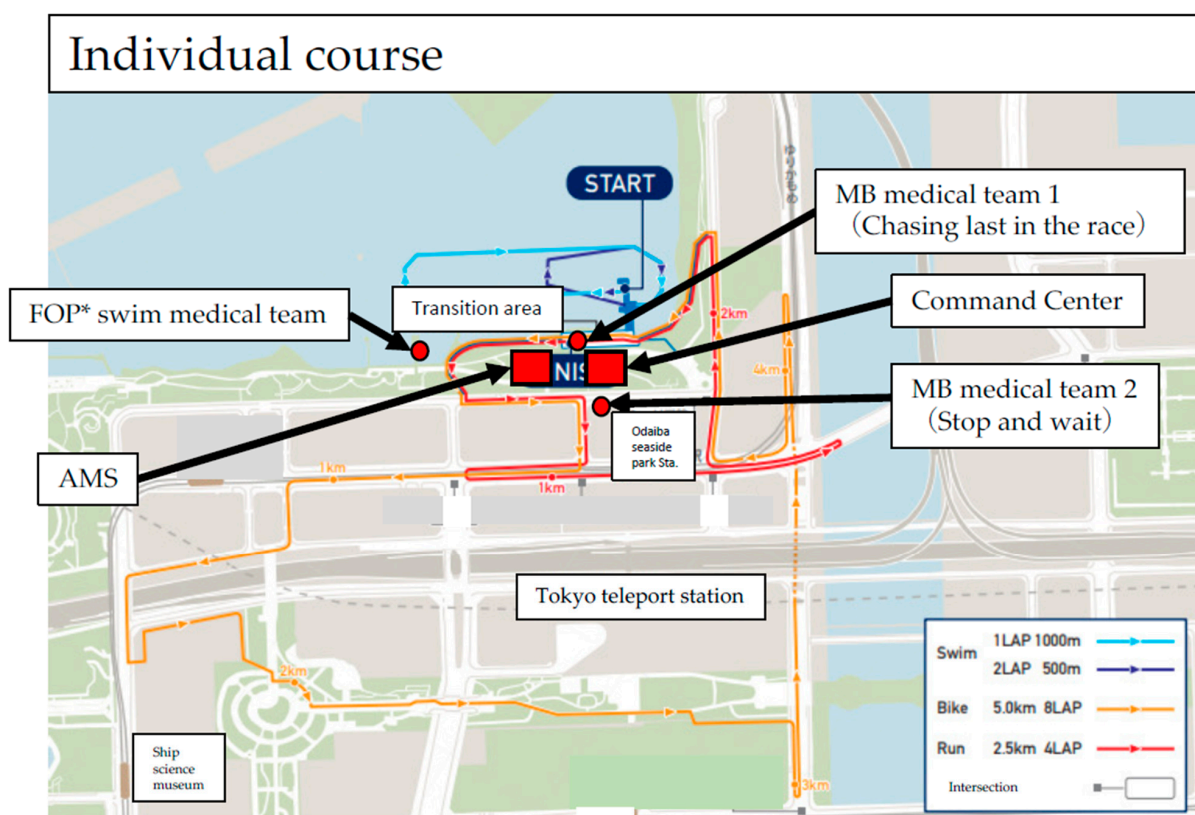 Individual course
START
MB medical team 1
（Chasing last in the race）
ゆりかもめ
Transition area
FOP* swim medical team
Command Center
2km
4km
NIS
MB medical team 2
（Stop and wait）
Odaiba
seaside
park Sta.
R
AMS
1km
1km
Tokyo teleport station
2km
Ship
science
museum
3km
Swim 1LAP 1000m
2LAP 500m
Bike 5.0km 8LAP
Run 2.5km 4LAP
Intersection